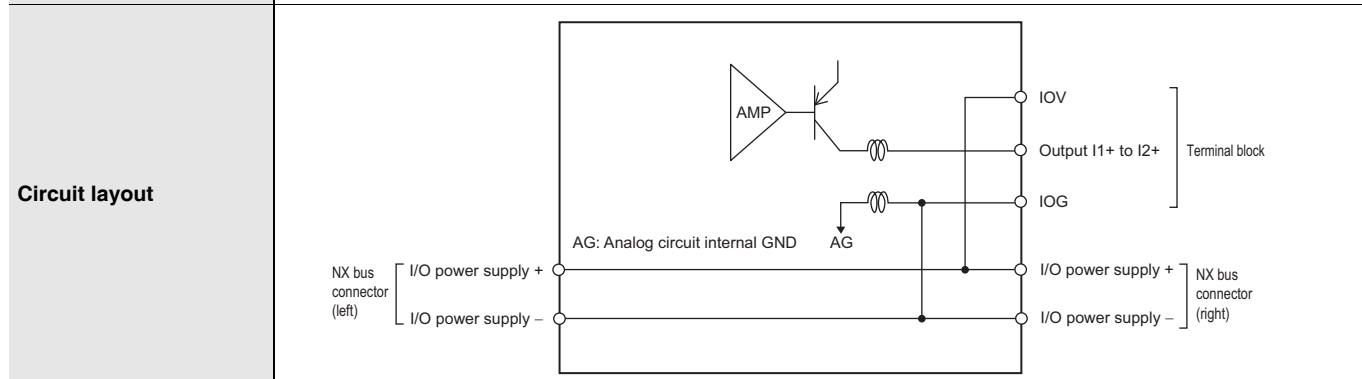 Circuit layout
AMP
IOV
Output I1+ to I2+
Terminal block
IOG
AG: Analog circuit internal GND
AG
NX bus
connector
(left)
I/O power supply +
I/O power supply –
I/O power supply +
I/O power supply –
NX bus
connector
(right)